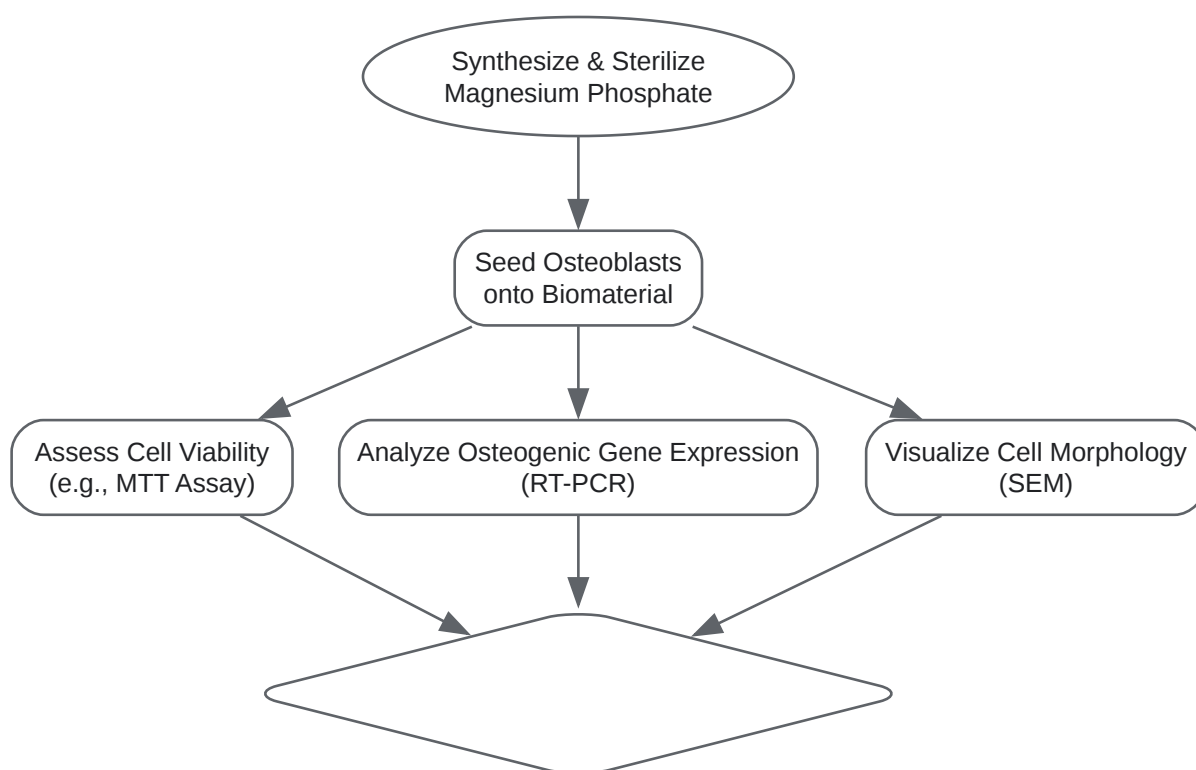 Synthesize & Sterilize
Magnesium Phosphate
Seed Osteoblasts
onto Biomaterial
Assess Cell Viability
(e.g., MTT Assay)
Analyze Osteogenic Gene Expression
(RT-PCR)
Visualize Cell Morphology
(SEM)